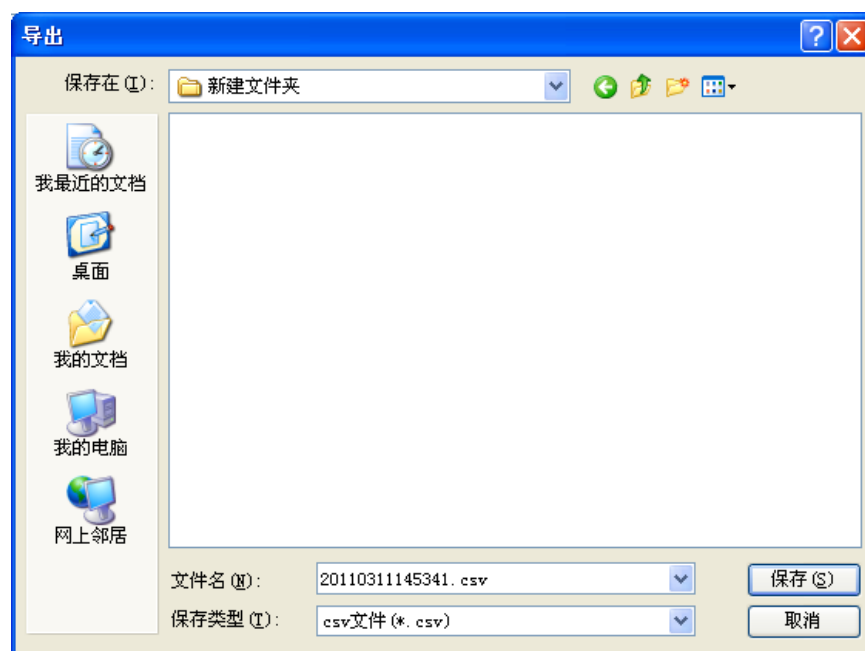 导出
保存在(I):
新建文件夹
我最近的文档
桌面
我的文档
我的电脑
网上邻居
文件名(N):
20110311145341.csv
保存(S)
保存类型(T):
csv文件(*.csv)
取消